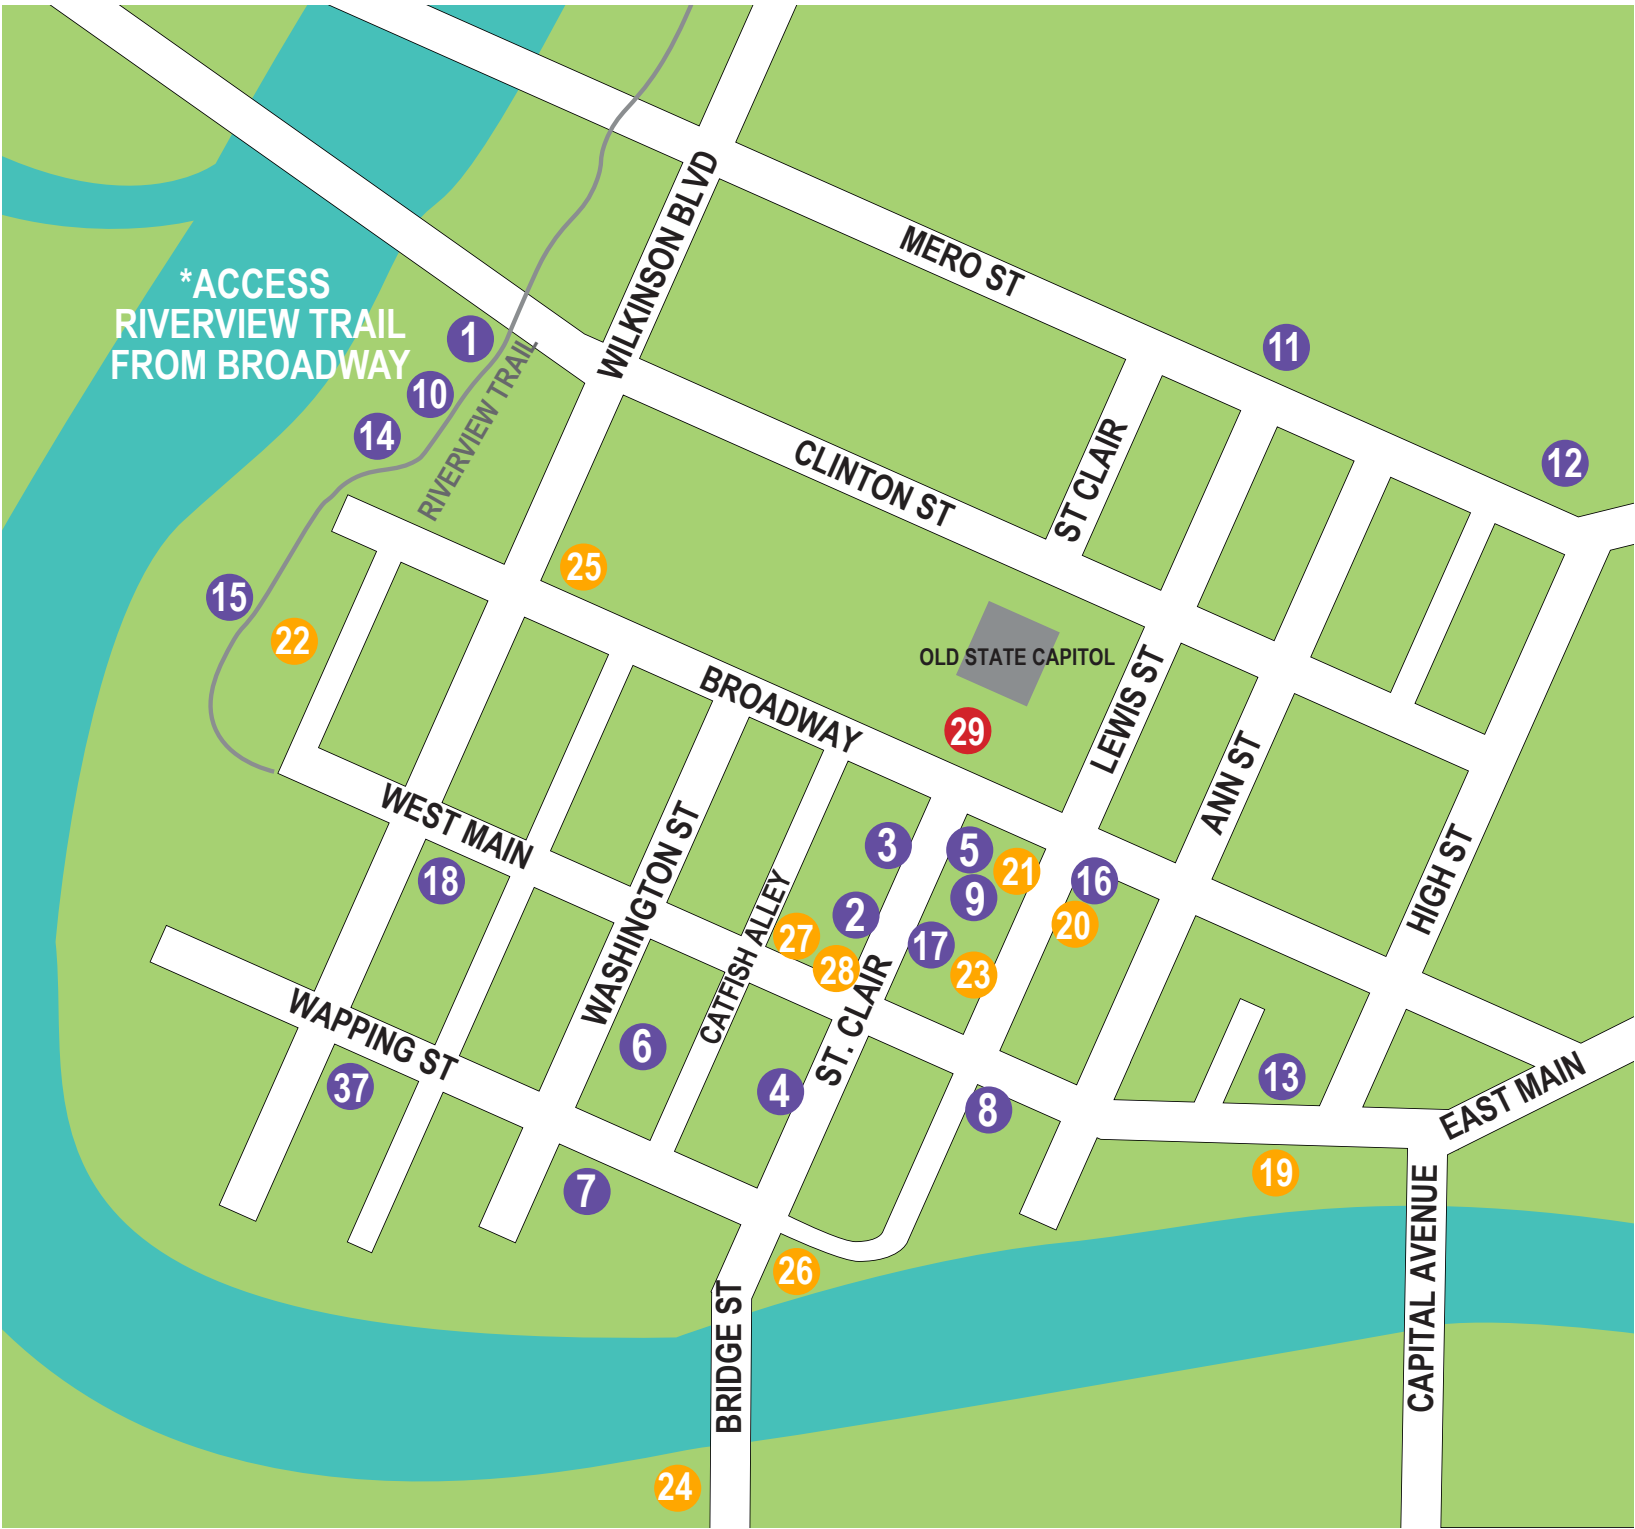 WILKINSON BLVD
MERO ST
*ACCESS
RIVERVIEW TRAIL
FROM BROADWAY
1
10
14
RIVERVIEW TRAIL
11
12
CLINTON ST
ST CLAIR
25
15
22
OLD STATE CAPITOL
29
BROADWAY
LEWIS ST
ANN ST
HIGH ST
WEST MAIN
18
WASHINGTON ST
CATFISH ALLEY
3
2
27
28
5
21
9
17
23
16
20
ST. CLAIR
WAPPING ST
37
6
4
8
13
EAST MAIN
7
19
26
BRIDGE ST
CAPITAL AVENUE
24